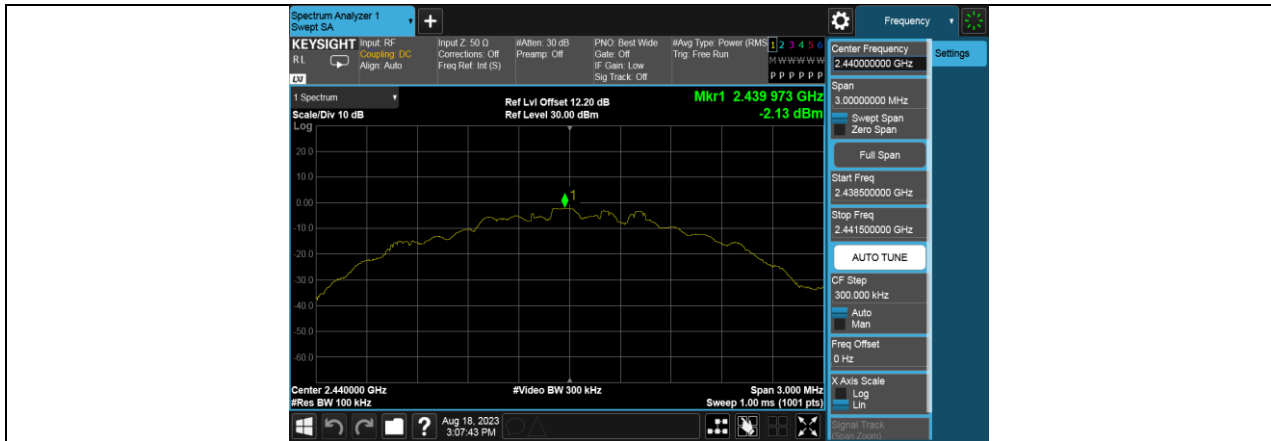 Spectrum Analyzer 1
Swept SA
Frequency
KEYSIGHT
RL
LXI
Input: RF
Coupling: DC
Align: Auto
Input Z: 50 Ω
Corrections: Off
Freq Ref: Int (S)
#Atten: 30 dB
Preamp: Off
PNO: Best Wide
Gate: Off
IF Gain: Low
Sig Track: Off
#Avg Type: Power (RMS
Trig: Free Run
1 2 3 4 5 6
M W W W W W
P P P P P P
Center Frequency
2.440000000 GHz
Settings
Span
3.00000000 MHz
Swept Span
Zero Span
Full Span
Start Freq
2.438500000 GHz
Stop Freq
2.441500000 GHz
AUTO TUNE
CF Step
300.000 kHz
Auto
Man
Freq Offset
0 Hz
X Axis Scale
Log
Lin
Signal Track
(Span Zoom)
1 Spectrum
Scale/Div 10 dB
Log
Ref Lvl Offset 12.20 dB
Ref Level 30.00 dBm
Mkr1 2.439 973 GHz
-2.13 dBm
1
20.0
10.0
0.00
-10.0
-20.0
-30.0
-40.0
-50.0
-60.0
Center 2.440000 GHz
#Res BW 100 kHz
#Video BW 300 kHz
Span 3.000 MHz
Sweep 1.00 ms (1001 pts)
Aug 18, 2023
3:07:43 PM